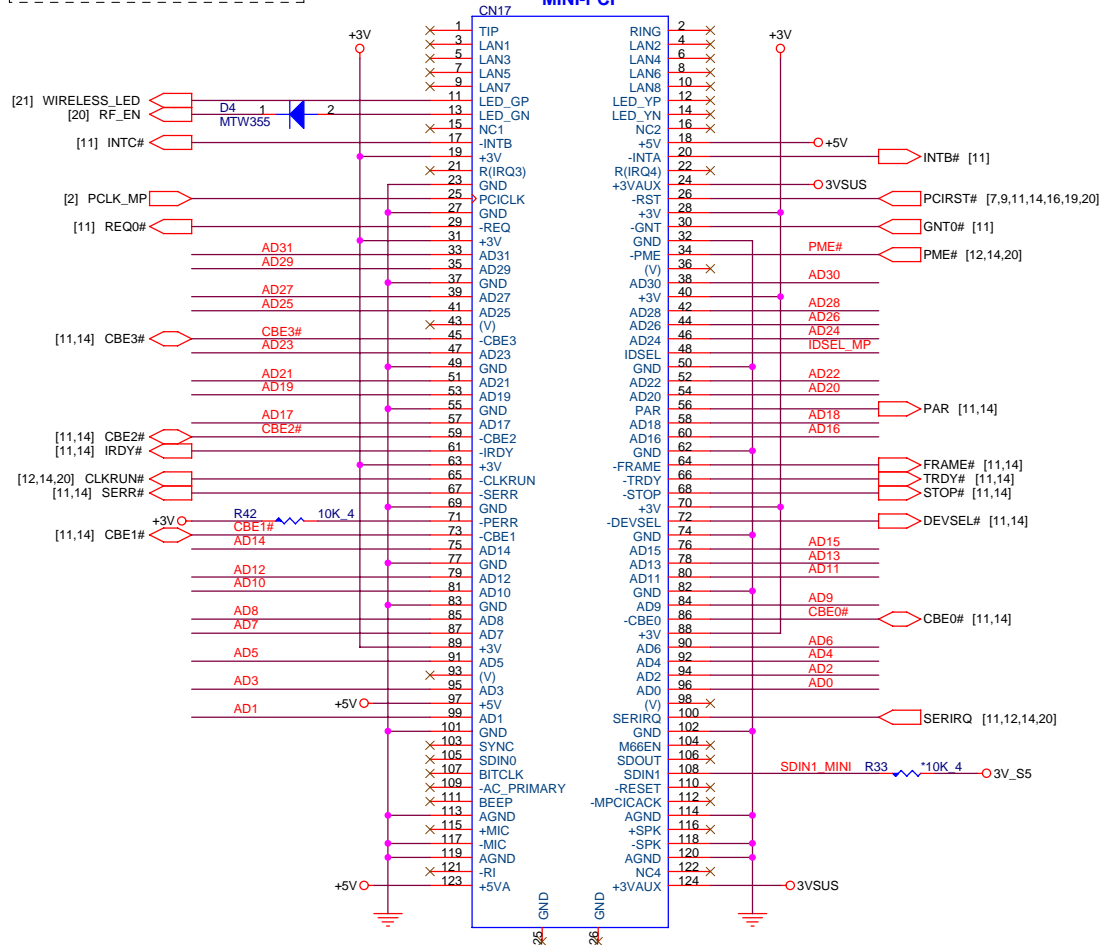 MINI-PCI
CN17
1 TIP RING 2
+3V 3 LAN1 LAN2 4 +3V
5 LAN3 LAN4 6
7 LAN5 LAN6 8
9 LAN7 LAN8 10
[21] WIRELESS_LED 11 LED_GP LED_YP 12
[20] RF_EN D4 1 2 13 LED_GN LED_YN 14
MTW355
15 NC1 NC2 16
[11] INTC# 17 -INTB +5V 18 +5V
19 +3V -INTA 20 INTB# [11]
21 R(IRQ3) R(IRQ4) 22
23 GND +3VAUX 24 3VSUS
[2] PCLK_MP 25 PCICLK -RST 26 PCIRST# [7,9,11,14,16,19,20]
27 GND +3V 28
[11] REQ0# 29 -REQ -GNT 30 GNT0# [11]
31 +3V GND 32
AD31 33 AD31 -PME 34 PME# PME# [12,14,20]
AD29 35 AD29 (V) 36
37 GND AD30 38 AD30
AD27 39 AD27 +3V 40
AD25 41 AD25 AD28 42 AD28
43 (V) AD26 44 AD26
[11,14] CBE3# CBE3# 45 -CBE3 AD24 46 AD24
AD23 47 AD23 IDSEL 48 IDSEL_MP
49 GND GND 50
AD21 51 AD21 AD22 52 AD22
AD19 53 AD19 AD20 54 AD20
55 GND PAR 56 PAR [11,14]
AD17 57 AD17 AD18 58 AD18
[11,14] CBE2# CBE2# 59 -CBE2 AD16 60 AD16
[11,14] IRDY# 61 -IRDY GND 62
63 +3V -FRAME 64 FRAME# [11,14]
[12,14,20] CLKRUN# 65 -CLKRUN -TRDY 66 TRDY# [11,14]
[11,14] SERR# 67 -SERR -STOP 68 STOP# [11,14]
69 GND +3V 70
+3V R42 10K_4 71 -PERR -DEVSEL 72 DEVSEL# [11,14]
[11,14] CBE1# CBE1# 73 -CBE1 GND 74
AD14 75 AD14 AD15 76 AD15
77 GND AD13 78 AD13
AD12 79 AD12 AD11 80 AD11
AD10 81 AD10 GND 82
83 GND AD9 84 AD9
AD8 85 AD8 -CBE0 86 CBE0# CBE0# [11,14]
AD7 87 AD7 +3V 88
89 +3V AD6 90 AD6
AD5 91 AD5 AD4 92 AD4
93 (V) AD2 94 AD2
AD3 95 AD3 AD0 96 AD0
+5V 97 +5V (V) 98
AD1 99 AD1 SERIRQ 100 SERIRQ [11,12,14,20]
101 GND GND 102
103 SYNC M66EN 104
105 SDIN0 SDOUT 106
107 BITCLK SDIN1 108 SDIN1_MINI R33 *10K_4 3V_S5
109 -AC_PRIMARY -RESET 110
111 BEEP -MPCICACK 112
113 AGND AGND 114
115 +MIC +SPK 116
117 -MIC -SPK 118
119 AGND AGND 120
121 -RI NC4 122
+5V 123 +5VA +3VAUX 124 3VSUS
GND GND
25 26